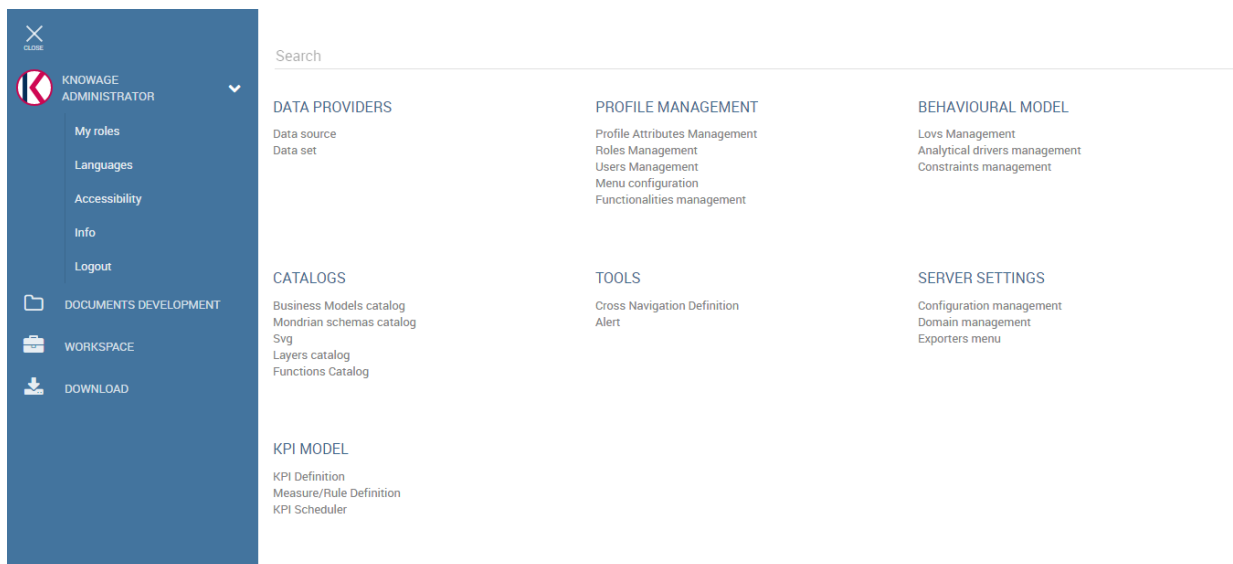 CLOSE
KNOWAGE
ADMINISTRATOR
My roles
Languages
Accessibility
Info
Logout
DOCUMENTS DEVELOPMENT
WORKSPACE
DOWNLOAD
Search
DATA PROVIDERS
Data source
Data set
PROFILE MANAGEMENT
Profile Attributes Management
Roles Management
Users Management
Menu configuration
Functionalities management
BEHAVIOURAL MODEL
Lovs Management
Analytical drivers management
Constraints management
CATALOGS
Business Models catalog
Mondrian schemas catalog
Svg
Layers catalog
Functions Catalog
TOOLS
Cross Navigation Definition
Alert
SERVER SETTINGS
Configuration management
Domain management
Exporters menu
KPI MODEL
KPI Definition
Measure/Rule Definition
KPI Scheduler